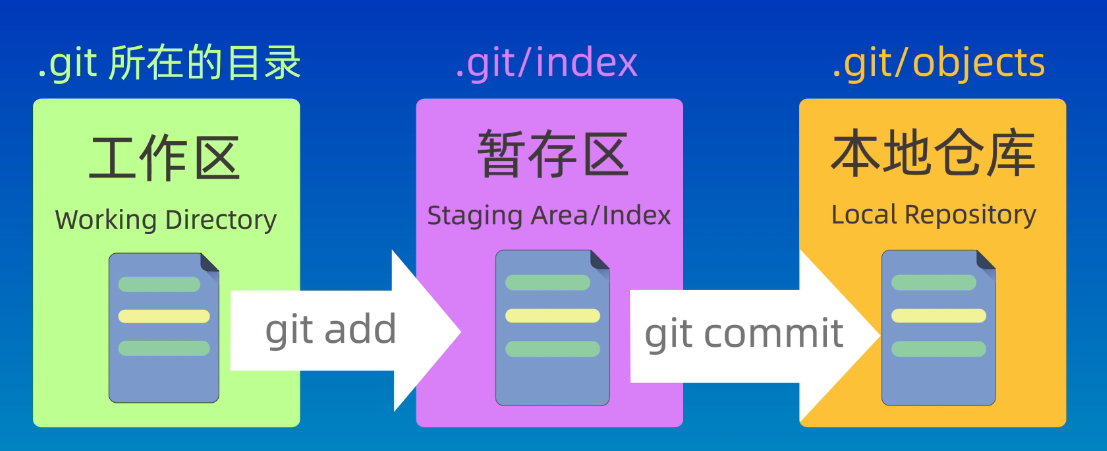 .git 所在的目录
.git/index
.git/objects
工作区
暂存区
本地仓库
Working Directory
Staging Area/Index
Local Repository
git add
git commit